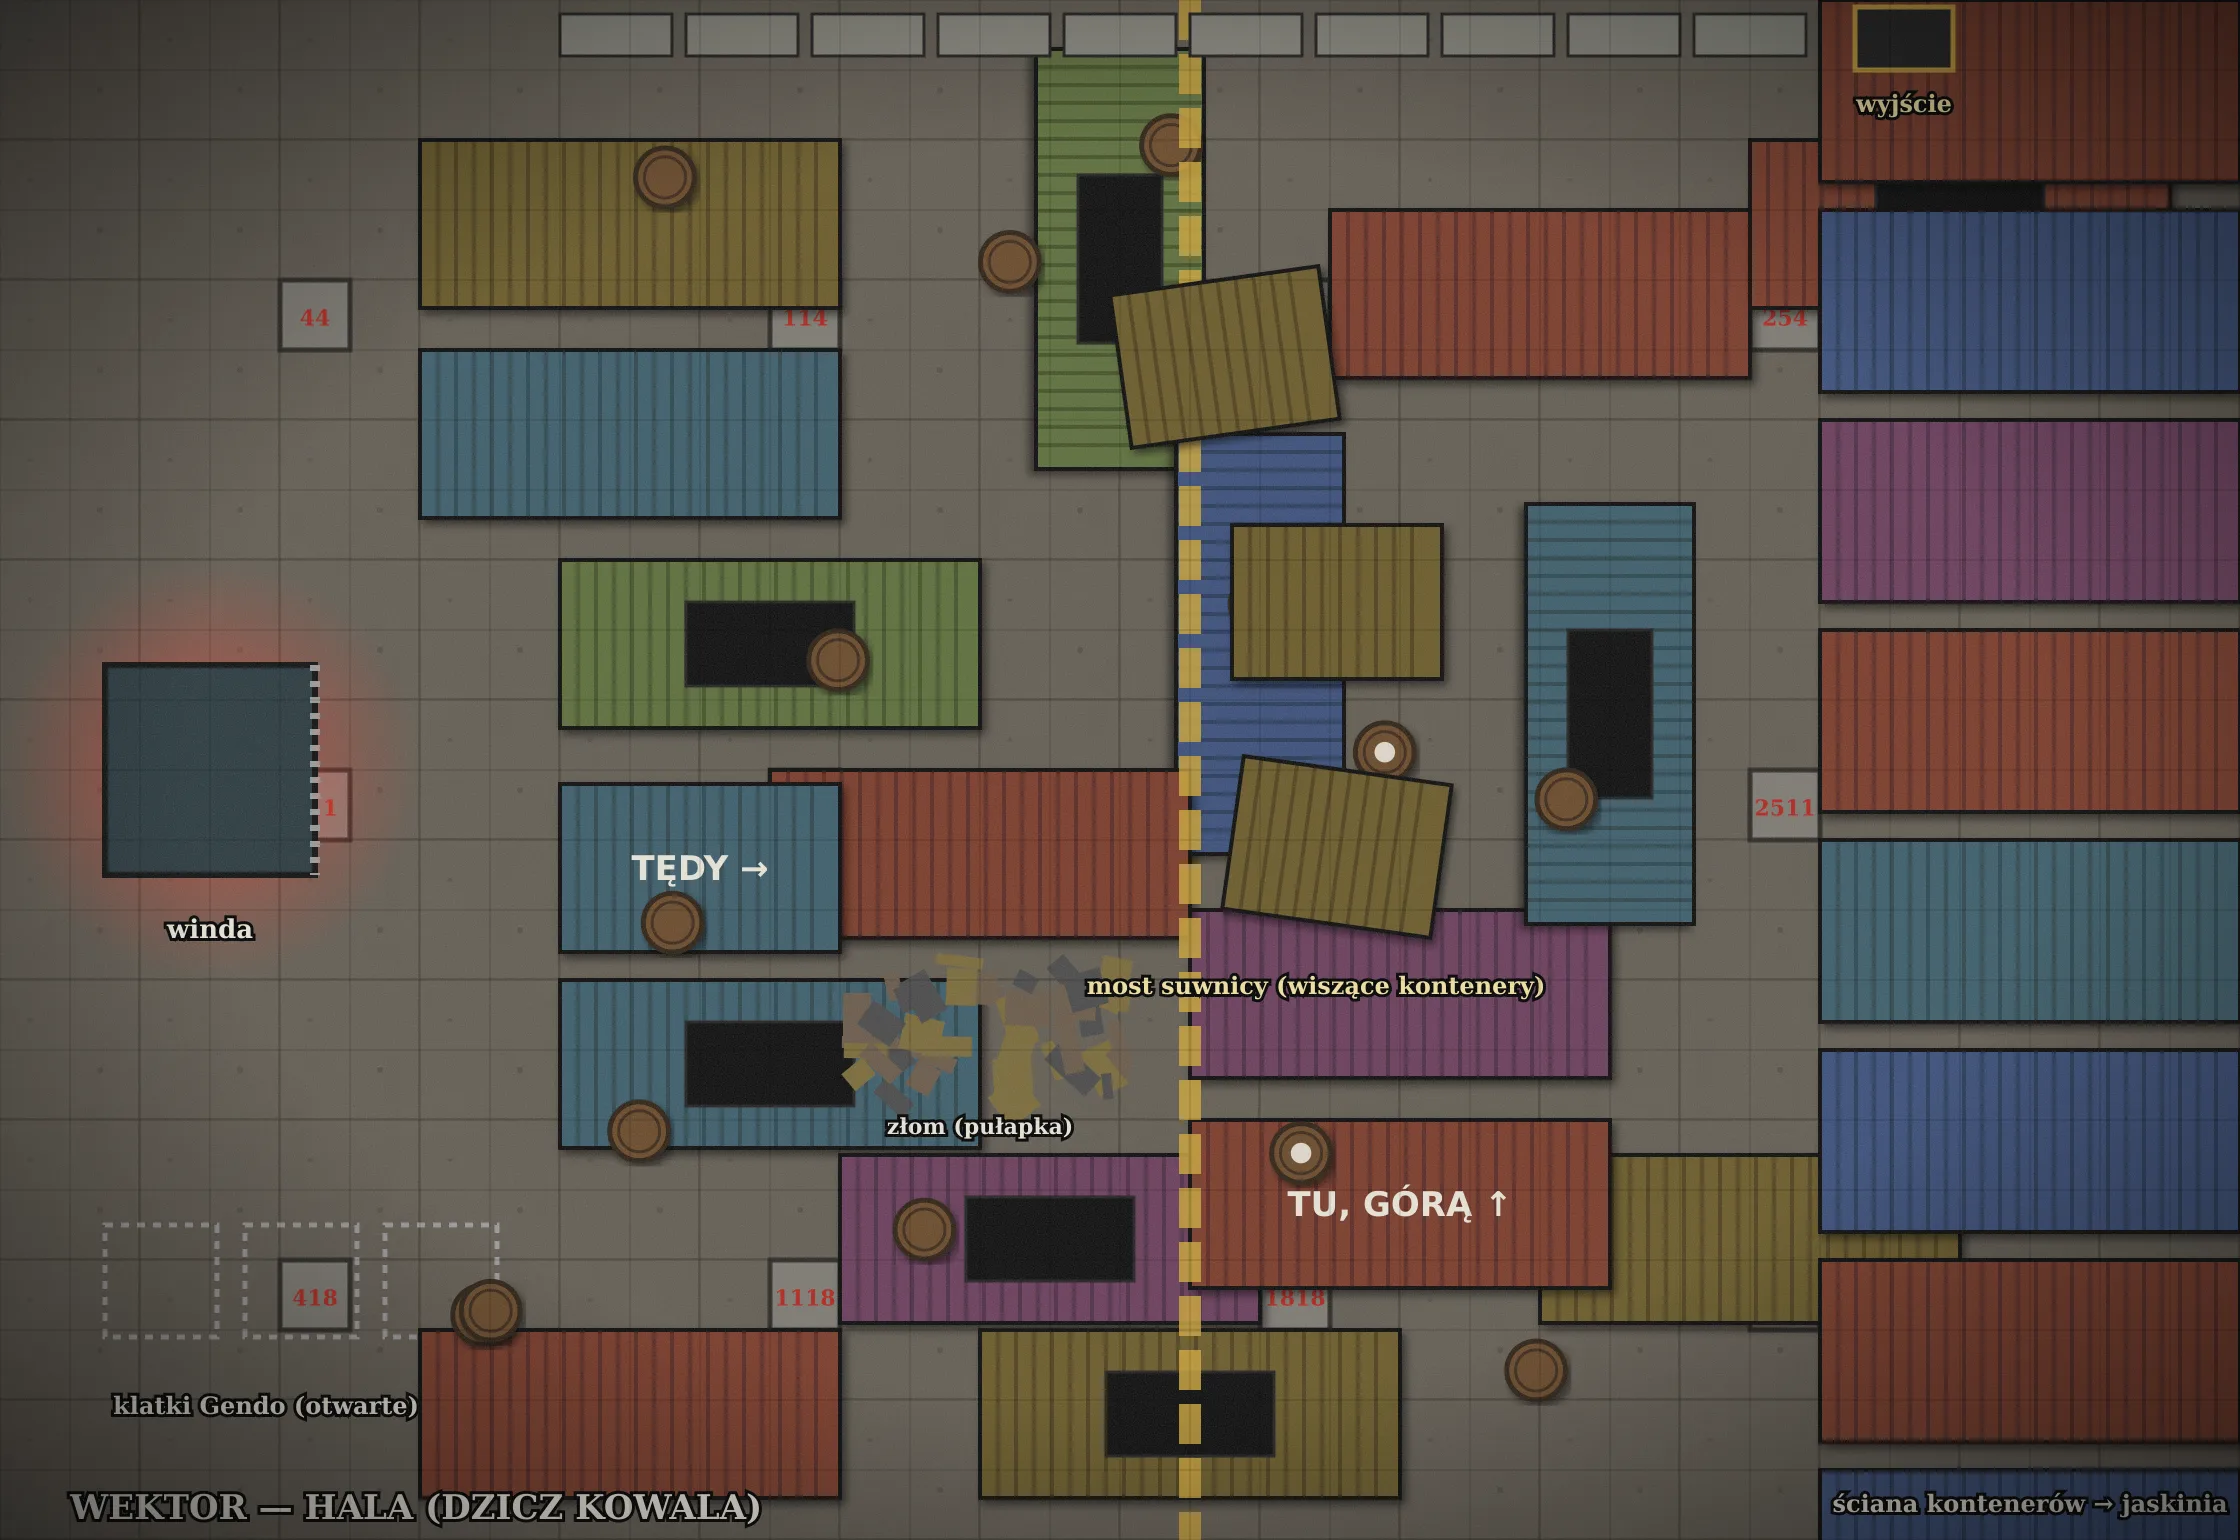 wyjście
44
114
254
1
2511
TĘDY →
winda
most suwnicy (wiszące kontenery)
złom (pułapka)
TU, GÓRĄ ↑
418
1118
1818
klatki Gendo (otwarte)
WEKTOR — HALA (DZICZ KOWALA)
ściana kontenerów → jaskinia